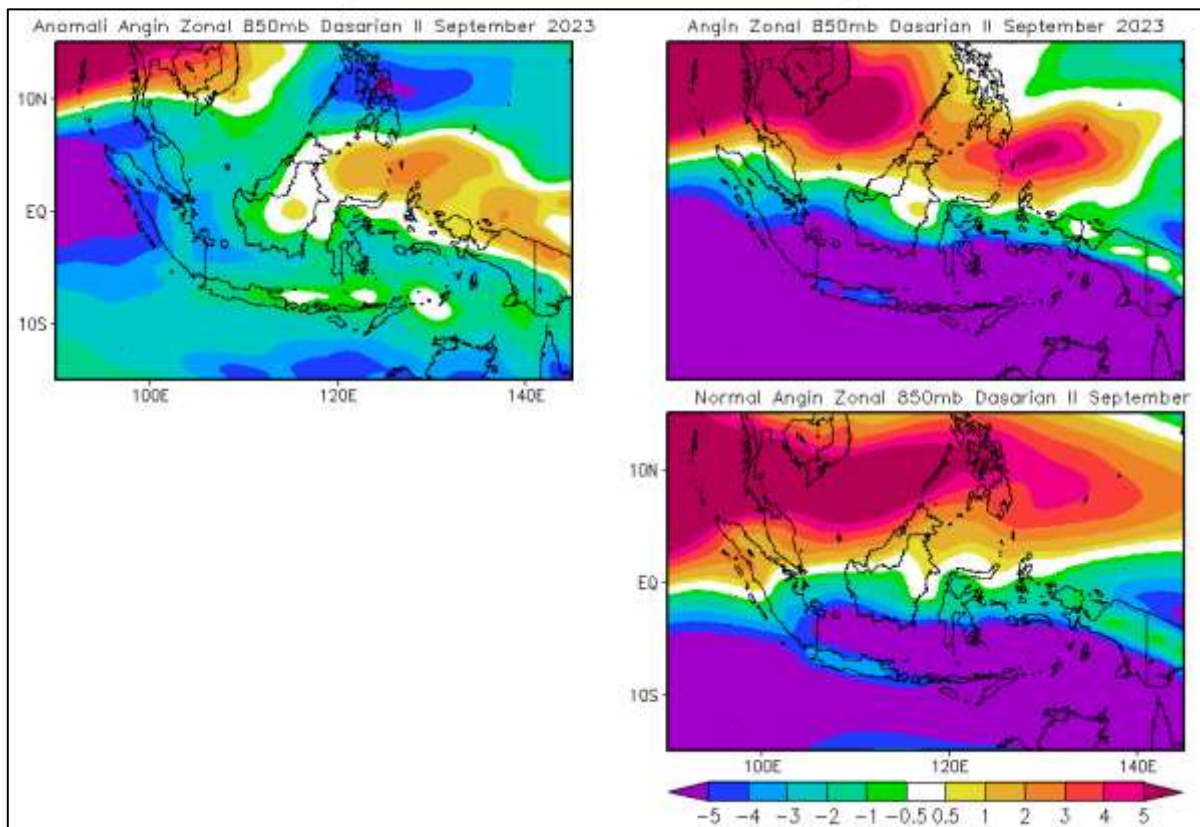 Anomali Angin Zonal 850mb Dasarian II September 2023
Angin Zonal 850mb Dasarian II September 2023
10N
EQ
10S
100E
120E
140E
Normal Angin Zonal 850mb Dasarian II September
10N
EQ
10S
100E
120E
140E
-5 -4 -3 -2 -1 -0.5 0.5 1 2 3 4 5